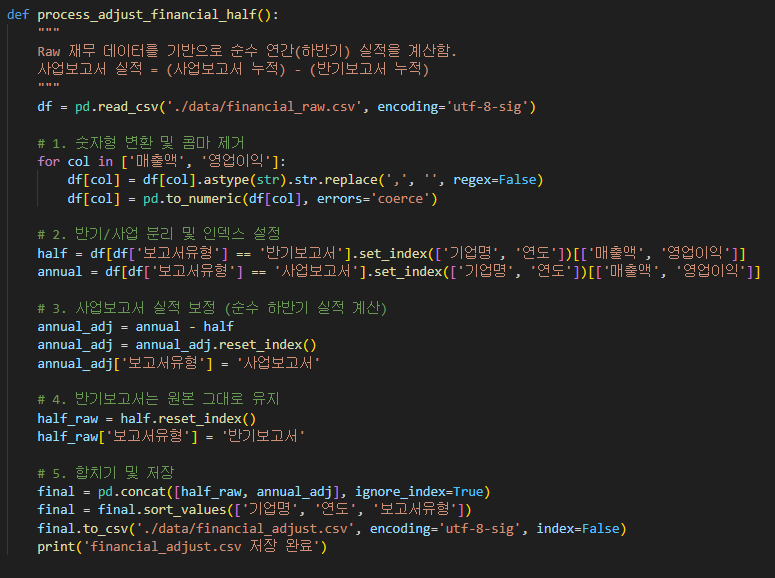 def process_adjust_financial_half():
    """
    Raw 재무 데이터를 기반으로 순수 연간(하반기) 실적을 계산함.
    사업보고서 실적 = (사업보고서 누적) - (반기보고서 누적)
    """
    df = pd.read_csv('./data/financial_raw.csv', encoding='utf-8-sig')

    # 1. 숫자형 변환 및 콤마 제거
    for col in ['매출액', '영업이익']:
        df[col] = df[col].astype(str).str.replace(',', '', regex=False)
        df[col] = pd.to_numeric(df[col], errors='coerce')

    # 2. 반기/사업 분리 및 인덱스 설정
    half = df[df['보고서유형'] == '반기보고서'].set_index(['기업명', '연도'])[['매출액', '영업이익']]
    annual = df[df['보고서유형'] == '사업보고서'].set_index(['기업명', '연도'])[['매출액', '영업이익']]

    # 3. 사업보고서 실적 보정 (순수 하반기 실적 계산)
    annual_adj = annual - half
    annual_adj = annual_adj.reset_index()
    annual_adj['보고서유형'] = '사업보고서'

    # 4. 반기보고서는 원본 그대로 유지
    half_raw = half.reset_index()
    half_raw['보고서유형'] = '반기보고서'

    # 5. 합치기 및 저장
    final = pd.concat([half_raw, annual_adj], ignore_index=True)
    final = final.sort_values(['기업명', '연도', '보고서유형'])
    final.to_csv('./data/financial_adjust.csv', encoding='utf-8-sig', index=False)
    print('financial_adjust.csv 저장 완료')